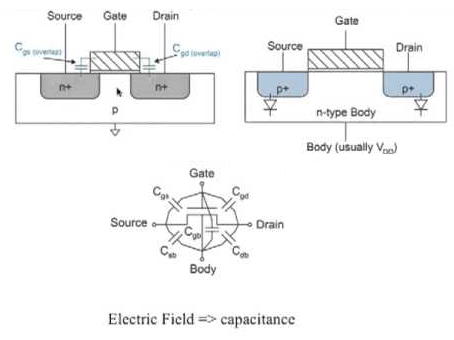 Source Gate Drain
Cgs (overlap) Cgd (overlap)
n+ n+
p
Gate
Source Drain
p+ p+
n-type Body
Body (usually VDD)
Gate
Cgs Cgd
Source Drain
Cgb
Csb Cdb
Body
Electric Field => capacitance